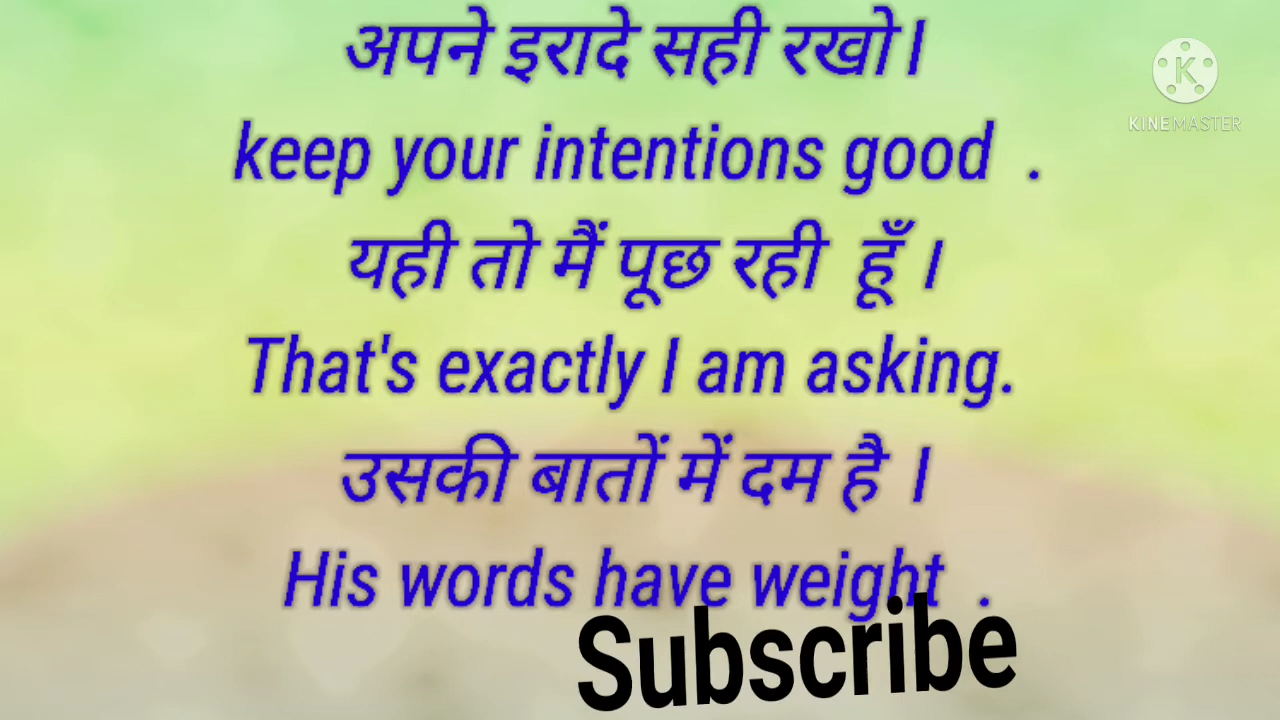 अपने इरादे सही रखो।
K
KINEMASTER
keep your intentions good .
यही तो मैं पूछ रही हूँ ।
That's exactly I am asking.
उसकी बातों में दम है ।
His words have weight .
Subscribe